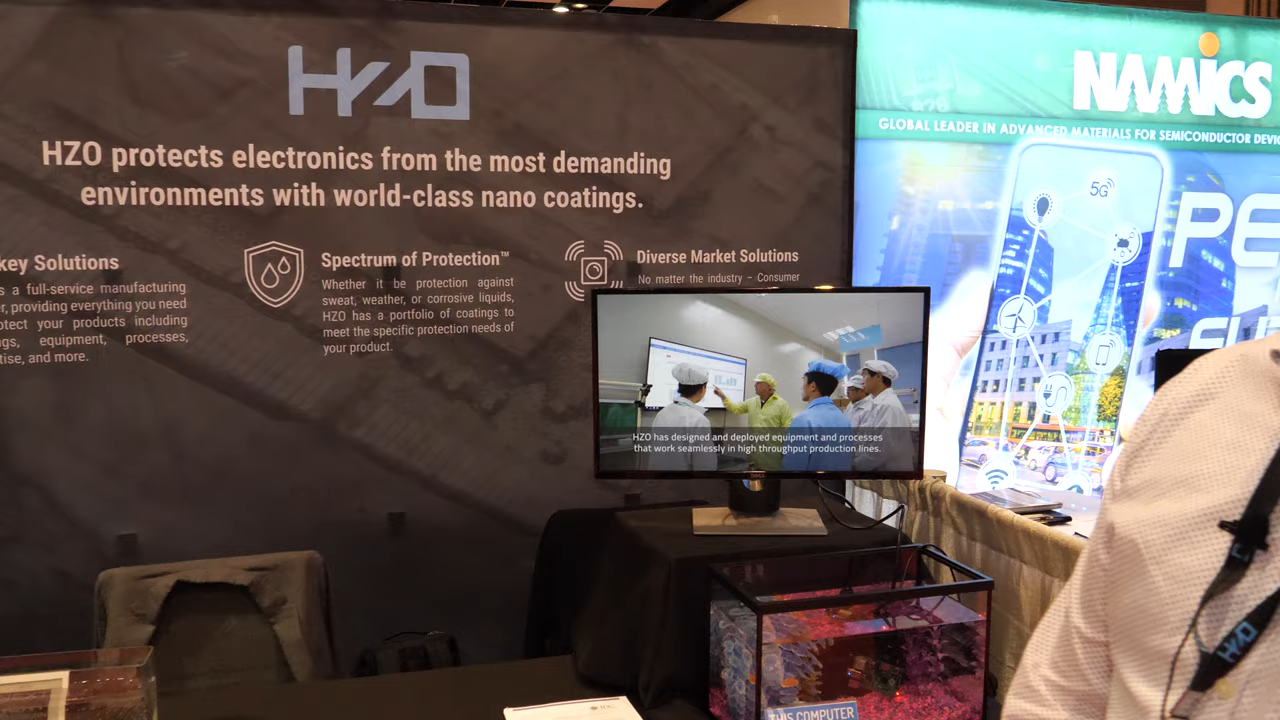 HZO
HZO protects electronics from the most demanding
environments with world-class nano coatings.
key Solutions
s a full-service manufacturing
r, providing everything you need
otect your products including
ngs, equipment, processes,
tise, and more.
Spectrum of Protection™
Whether it be protection against
sweat, weather, or corrosive liquids,
HZO has a portfolio of coatings to
meet the specific protection needs of
your product.
Diverse Market Solutions
No matter the industry – Consumer
HZO has designed and deployed equipment and processes
that work seamlessly in high throughput production lines.
DELL
NAMICS
GLOBAL LEADER IN ADVANCED MATERIALS FOR SEMICONDUCTOR DEVIC
5G
PE
THIS COMPUTER
HZO